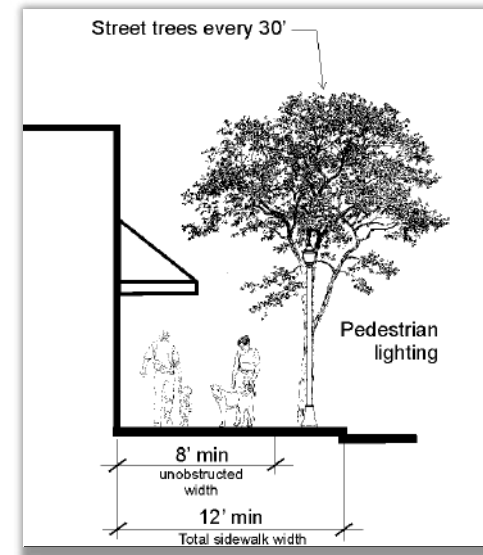 Street trees every 30'
Pedestrian
lighting
8' min
unobstructed
width
12' min
Total sidewalk width